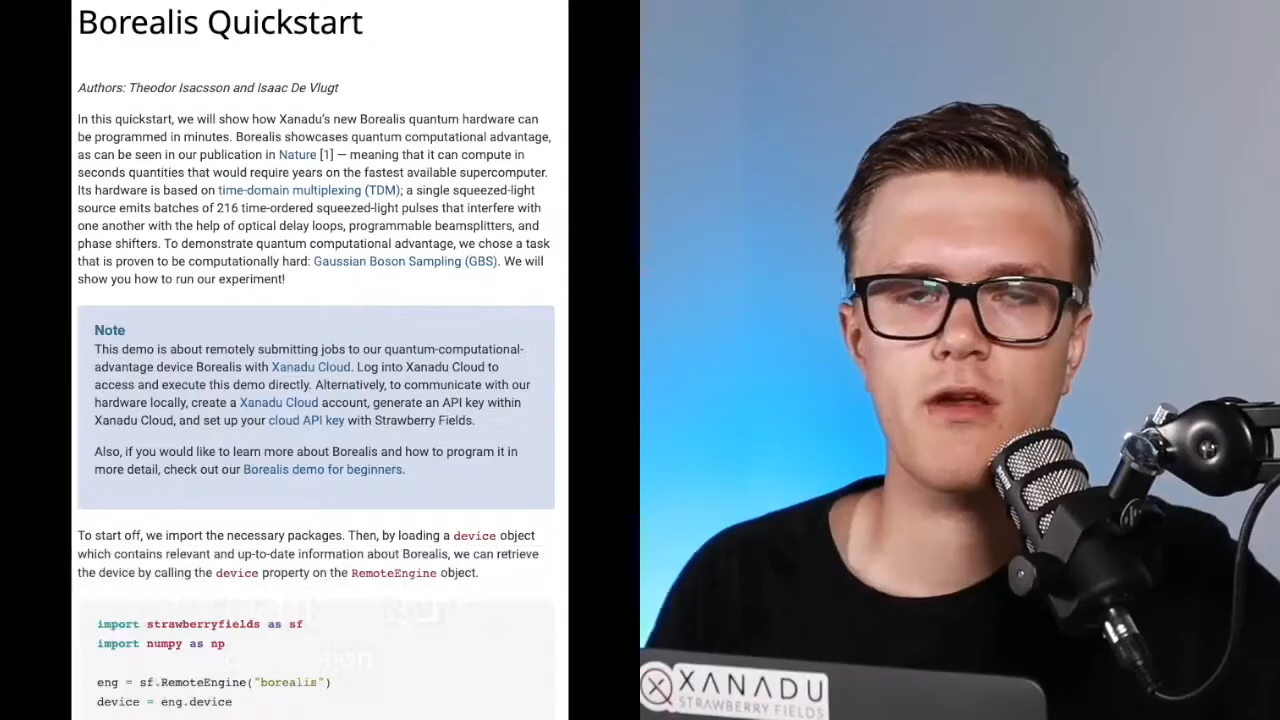 Borealis Quickstart
Authors: Theodor Isacsson and Isaac De Vlugt
In this quickstart, we will show how Xanadu's new Borealis quantum hardware can
be programmed in minutes. Borealis showcases quantum computational advantage,
as can be seen in our publication in Nature [1] — meaning that it can compute in
seconds quantities that would require years on the fastest available supercomputer.
Its hardware is based on time-domain multiplexing (TDM); a single squeezed-light
source emits batches of 216 time-ordered squeezed-light pulses that interfere with
one another with the help of optical delay loops, programmable beamsplitters, and
phase shifters. To demonstrate quantum computational advantage, we chose a task
that is proven to be computationally hard: Gaussian Boson Sampling (GBS). We will
show you how to run our experiment!
Note
This demo is about remotely submitting jobs to our quantum-computational-
advantage device Borealis with Xanadu Cloud. Log into Xanadu Cloud to
access and execute this demo directly. Alternatively, to communicate with our
hardware locally, create a Xanadu Cloud account, generate an API key within
Xanadu Cloud, and set up your cloud API key with Strawberry Fields.
Also, if you would like to learn more about Borealis and how to program it in
more detail, check out our Borealis demo for beginners.
To start off, we import the necessary packages. Then, by loading a device object
which contains relevant and up-to-date information about Borealis, we can retrieve
the device by calling the device property on the RemoteEngine object.
import strawberryfields as sf
import numpy as np
eng = sf.RemoteEngine("borealis")
device = eng.device
XANADU
STRAWBERRY FIELDS